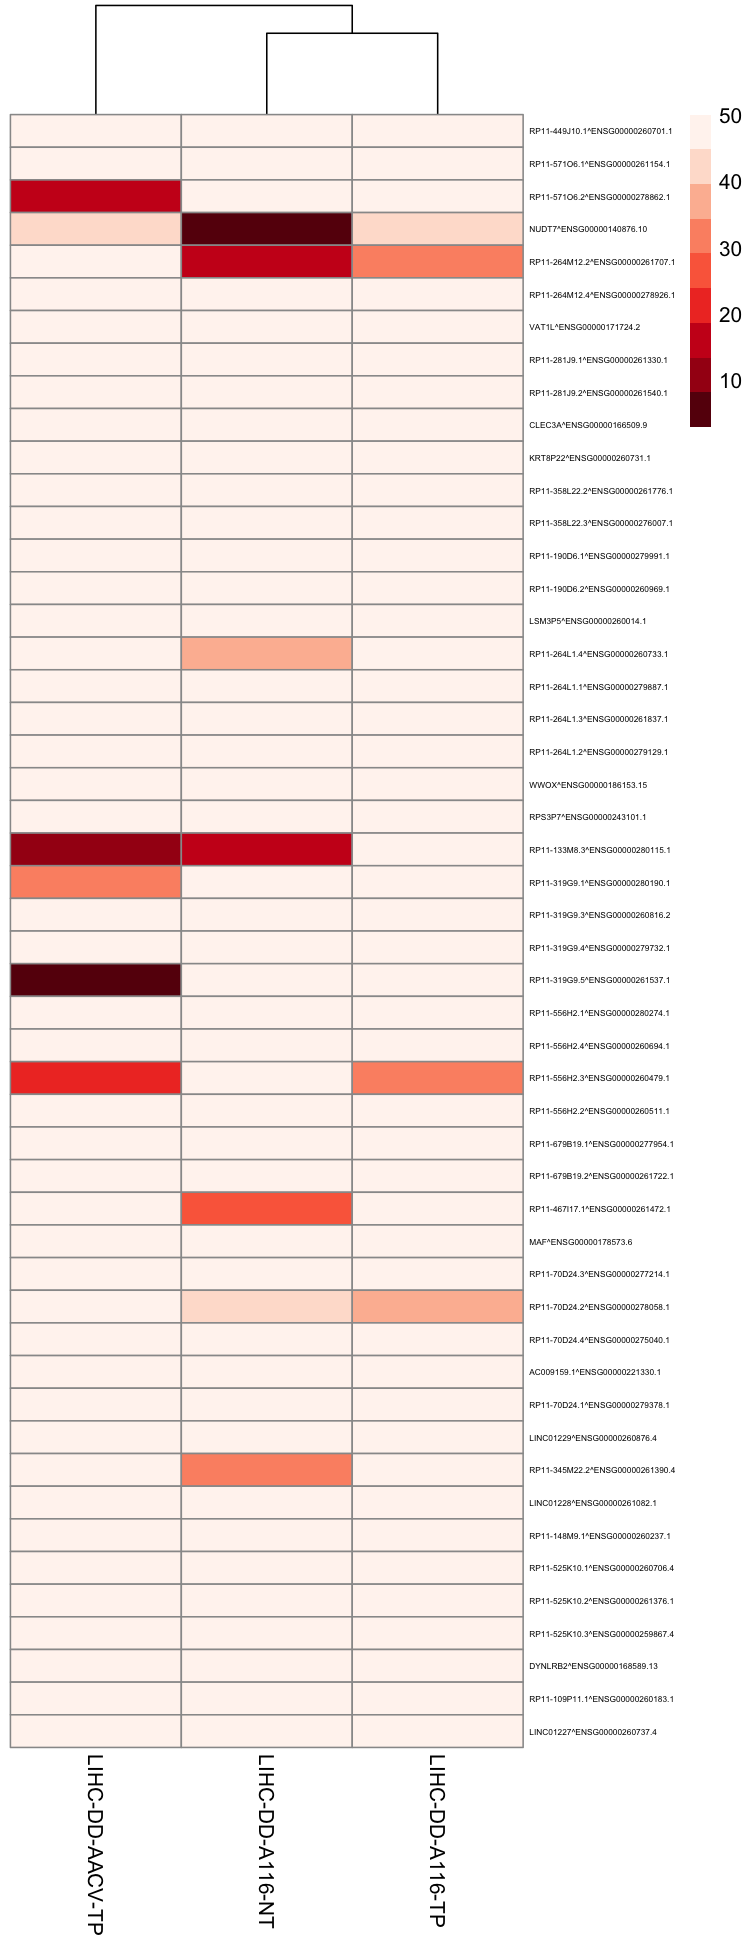 50
40
30
20
10
RP11-449J10.1^ENSG00000260701.1
RP11-571O6.1^ENSG00000261154.1
RP11-571O6.2^ENSG00000278862.1
NUDT7^ENSG00000140876.10
RP11-264M12.2^ENSG00000261707.1
RP11-264M12.4^ENSG00000278926.1
VAT1L^ENSG00000171724.2
RP11-281J9.1^ENSG00000261330.1
RP11-281J9.2^ENSG00000261540.1
CLEC3A^ENSG00000166509.9
KRT8P22^ENSG00000260731.1
RP11-358L22.2^ENSG00000261776.1
RP11-358L22.3^ENSG00000276007.1
RP11-190D6.1^ENSG00000279991.1
RP11-190D6.2^ENSG00000260969.1
LSM3P5^ENSG00000260014.1
RP11-264L1.4^ENSG00000260733.1
RP11-264L1.1^ENSG00000279887.1
RP11-264L1.3^ENSG00000261837.1
RP11-264L1.2^ENSG00000279129.1
WWOX^ENSG00000186153.15
RPS3P7^ENSG00000243101.1
RP11-133M8.3^ENSG00000280115.1
RP11-319G9.1^ENSG00000280190.1
RP11-319G9.3^ENSG00000260816.2
RP11-319G9.4^ENSG00000279732.1
RP11-319G9.5^ENSG00000261537.1
RP11-556H2.1^ENSG00000280274.1
RP11-556H2.4^ENSG00000260694.1
RP11-556H2.3^ENSG00000260479.1
RP11-556H2.2^ENSG00000260511.1
RP11-679B19.1^ENSG00000277954.1
RP11-679B19.2^ENSG00000261722.1
RP11-467I17.1^ENSG00000261472.1
MAF^ENSG00000178573.6
RP11-70D24.3^ENSG00000277214.1
RP11-70D24.2^ENSG00000278058.1
RP11-70D24.4^ENSG00000275040.1
AC009159.1^ENSG00000221330.1
RP11-70D24.1^ENSG00000279378.1
LINC01229^ENSG00000260876.4
RP11-345M22.2^ENSG00000261390.4
LINC01228^ENSG00000261082.1
RP11-148M9.1^ENSG00000260237.1
RP11-525K10.1^ENSG00000260706.4
RP11-525K10.2^ENSG00000261376.1
RP11-525K10.3^ENSG00000259867.4
DYNLRB2^ENSG00000168589.13
RP11-109P11.1^ENSG00000260183.1
LINC01227^ENSG00000260737.4
LIHC-DD-AACV-TP
LIHC-DD-A116-NT
LIHC-DD-A116-TP